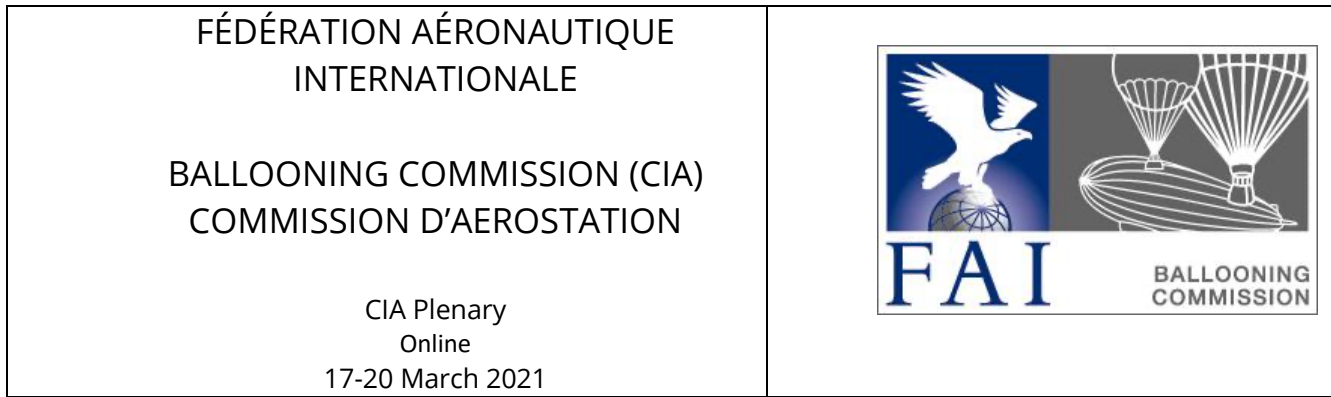 FÉDÉRATION AÉRONAUTIQUE
INTERNATIONALE
BALLOONING COMMISSION (CIA)
COMMISSION D’AEROSTATION
CIA Plenary
Online
17-20 March 2021
FAI
BALLOONING
COMMISSION